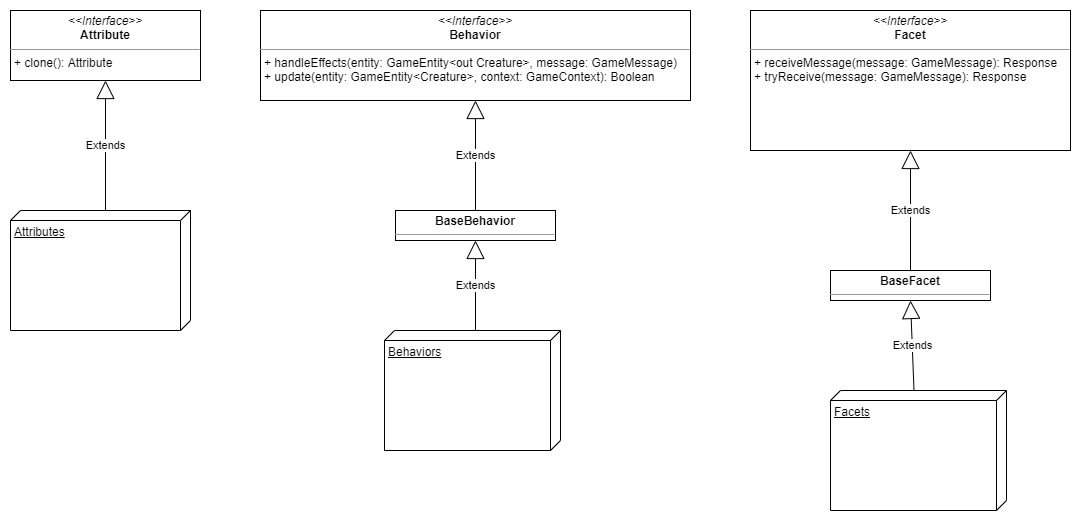 <<Interface>>
Attribute
+ clone(): Attribute
Extends
Attributes
<<Interface>>
Behavior
+ handleEffects(entity: GameEntity<out Creature>, message: GameMessage)
+ update(entity: GameEntity<Creature>, context: GameContext): Boolean
Extends
BaseBehavior
Extends
Behaviors
<<Interface>>
Facet
+ receiveMessage(message: GameMessage): Response
+ tryReceive(message: GameMessage): Response
Extends
BaseFacet
Extends
Facets